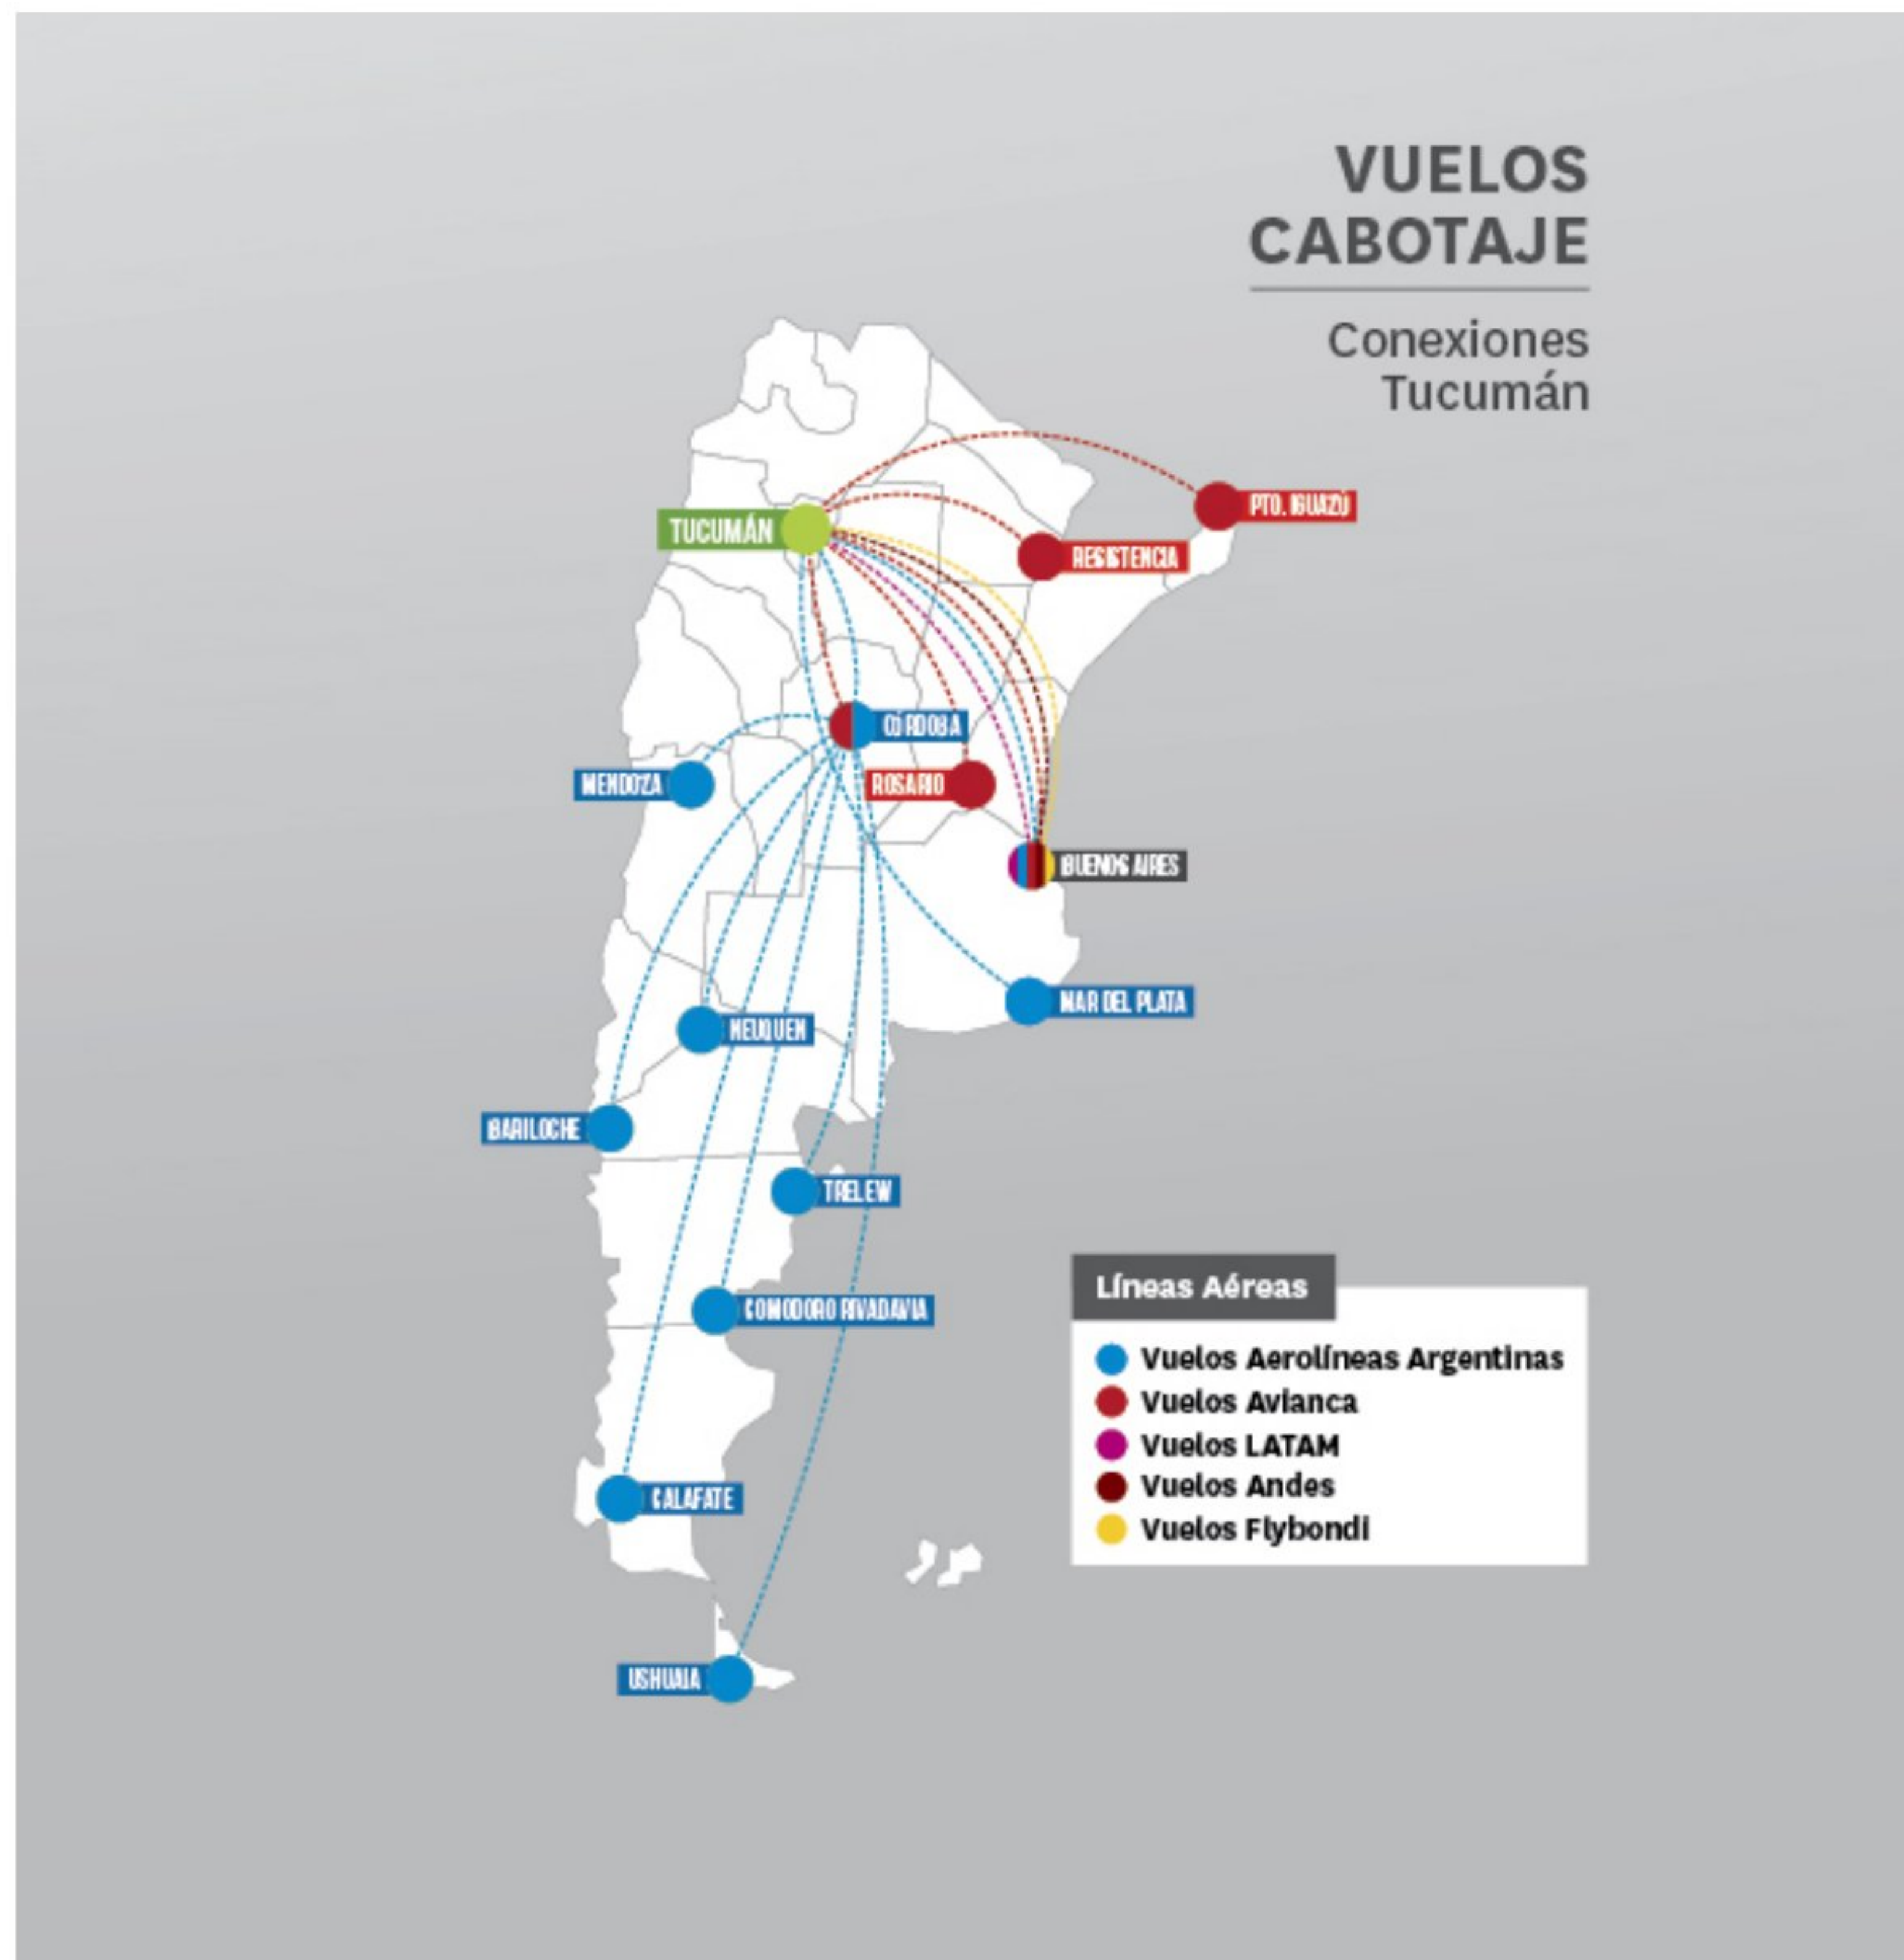 VUELOS
CABOTAJE
Conexiones
Tucumán
PTO. IGUAZÚ
TUCUMÁN
RESISTENCIA
CÓRDOBA
MENDOZA
ROSARIO
BUENOS AIRES
MAR DEL PLATA
NEUQUEN
BARILOCHE
TRELEW
COMODORO RIVADAVIA
CALAFATE
USHUAIA
Líneas Aéreas
Vuelos Aerolíneas Argentinas
Vuelos Avianca
Vuelos LATAM
Vuelos Andes
Vuelos Flybondi